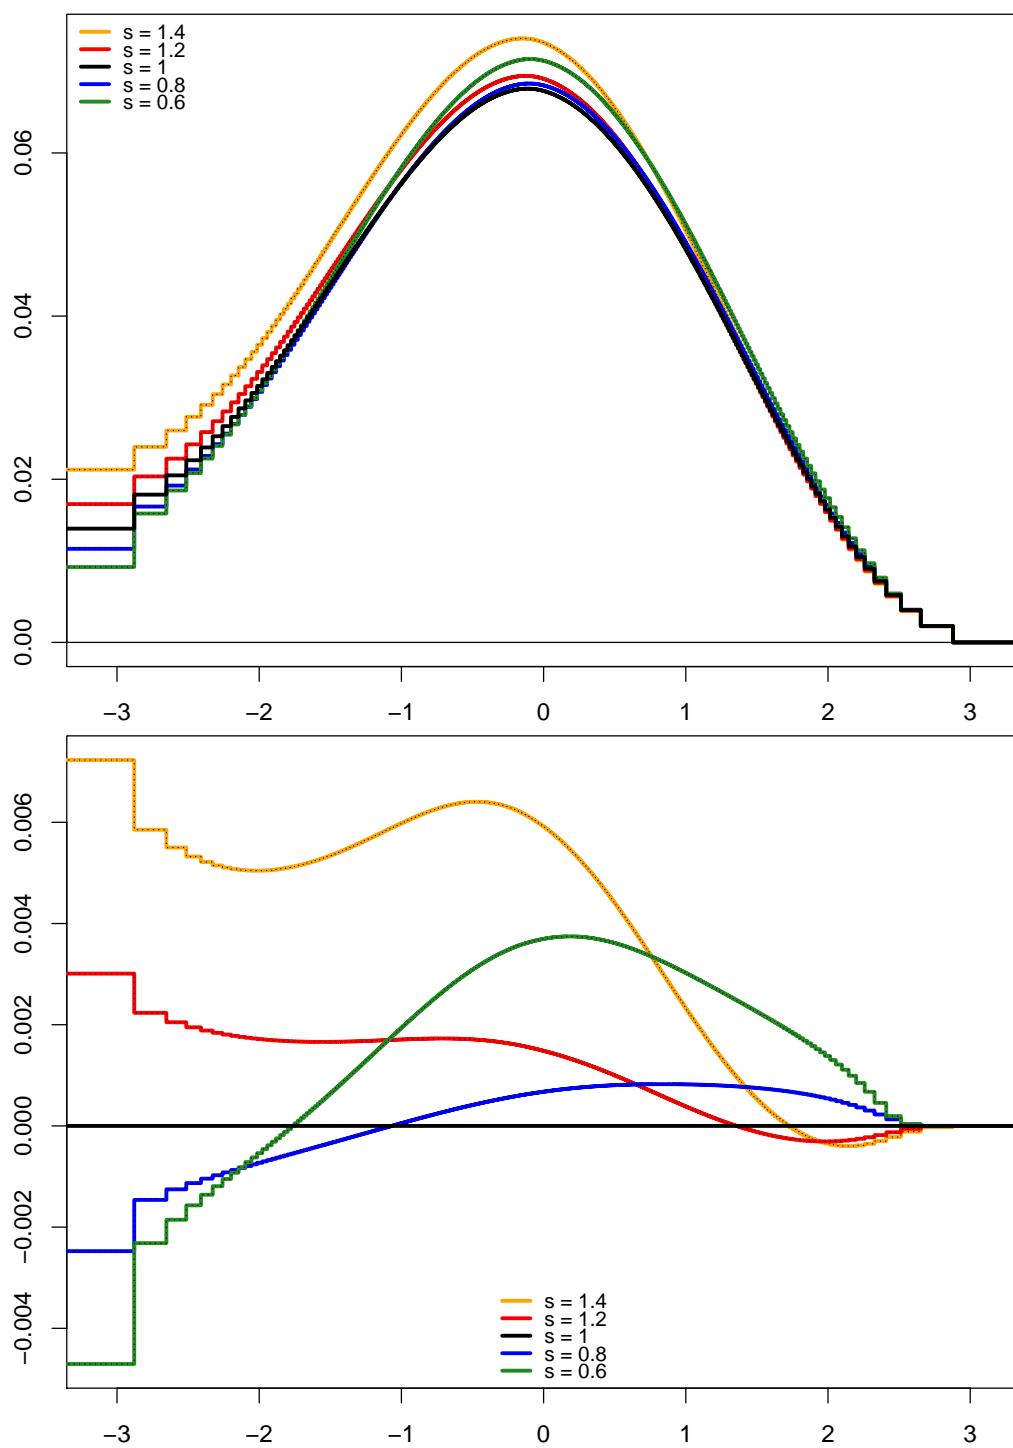 s = 1.4
s = 1.2
s = 1
s = 0.8
s = 0.6
0.06
0.04
0.02
0.00
−3 −2 −1 0 1 2 3
0.006
0.004
0.002
0.000
−0.002
−0.004
s = 1.4
s = 1.2
s = 1
s = 0.8
s = 0.6
−3 −2 −1 0 1 2 3